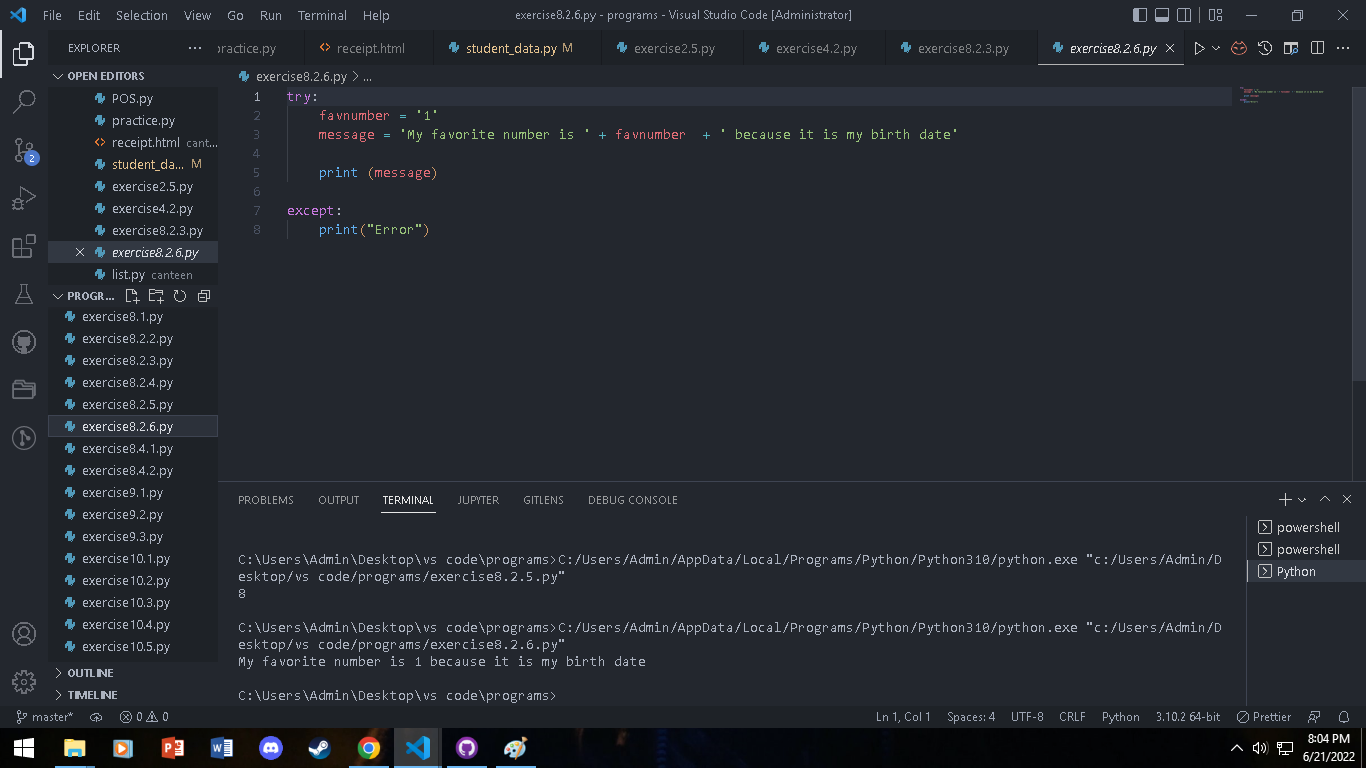 File Edit Selection View Go Run Terminal Help exercise8.2.6.py - programs - Visual Studio Code [Administrator]
EXPLORER ... practice.py receipt.html student_data.py M exercise2.5.py exercise4.2.py exercise8.2.3.py exercise8.2.6.py
OPEN EDITORS
POS.py
practice.py
receipt.html cant...
student_da... M
exercise2.5.py
exercise4.2.py
exercise8.2.3.py
exercise8.2.6.py
list.py canteen
PROGR...
exercise8.1.py
exercise8.2.2.py
exercise8.2.3.py
exercise8.2.4.py
exercise8.2.5.py
exercise8.2.6.py
exercise8.4.1.py
exercise8.4.2.py
exercise9.1.py
exercise9.2.py
exercise9.3.py
exercise10.1.py
exercise10.2.py
exercise10.3.py
exercise10.4.py
exercise10.5.py
OUTLINE
TIMELINE
2
exercise8.2.6.py > ...
1 try:
2 favnumber = '1'
3 message = 'My favorite number is ' + favnumber + ' because it is my birth date'
4
5 print (message)
6
7 except:
8 print("Error")
PROBLEMS OUTPUT TERMINAL JUPYTER GITLENS DEBUG CONSOLE
C:\Users\Admin\Desktop\vs code\programs>C:/Users/Admin/AppData/Local/Programs/Python/Python310/python.exe "c:/Users/Admin/D
esktop/vs code/programs/exercise8.2.5.py"
8
C:\Users\Admin\Desktop\vs code\programs>C:/Users/Admin/AppData/Local/Programs/Python/Python310/python.exe "c:/Users/Admin/D
esktop/vs code/programs/exercise8.2.6.py"
My favorite number is 1 because it is my birth date
C:\Users\Admin\Desktop\vs code\programs>
powershell
powershell
Python
master* 0 0 Ln 1, Col 1 Spaces: 4 UTF-8 CRLF Python 3.10.2 64-bit Prettier
8:04 PM
6/21/2022